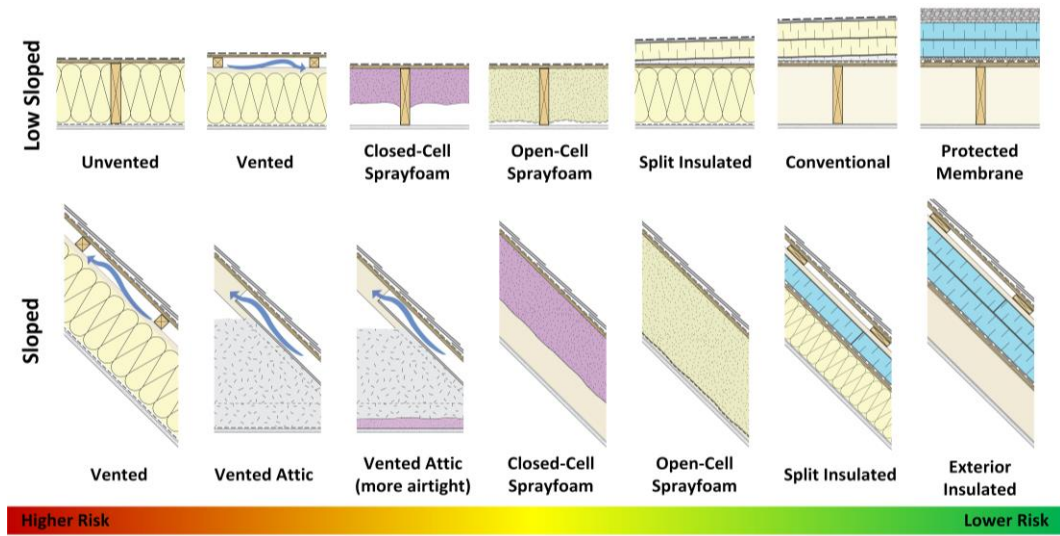 Low Sloped
Unvented
Vented
Closed-Cell
Sprayfoam
Open-Cell
Sprayfoam
Split Insulated
Conventional
Protected
Membrane
Sloped
Vented
Vented Attic
Vented Attic
(more airtight)
Closed-Cell
Sprayfoam
Open-Cell
Sprayfoam
Split Insulated
Exterior
Insulated
Higher Risk
Lower Risk